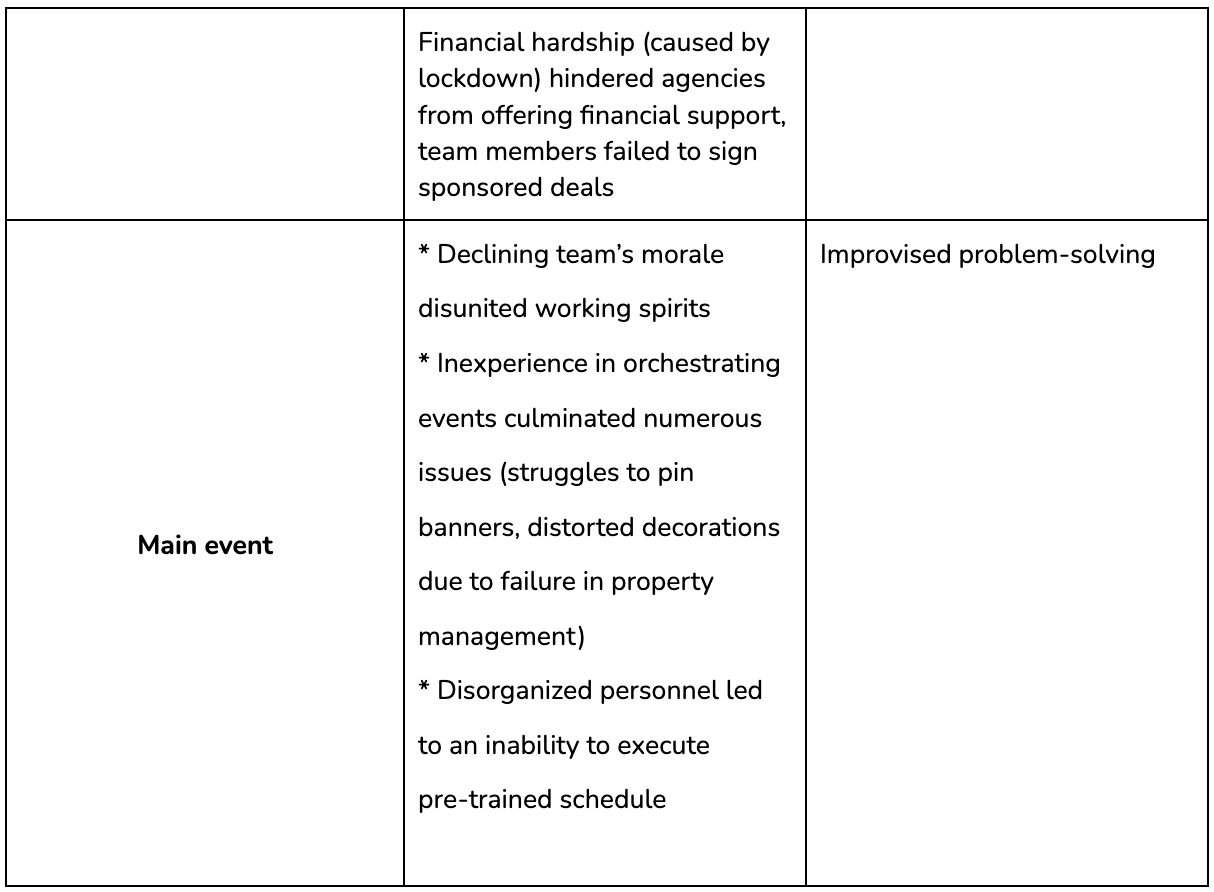 Financial hardship (caused by
lockdown) hindered agencies
from offering financial support,
team members failed to sign
sponsored deals
Main event
* Declining team’s morale
disunited working spirits
* Inexperience in orchestrating
events culminated numerous
issues (struggles to pin
banners, distorted decorations
due to failure in property
management)
* Disorganized personnel led
to an inability to execute
pre-trained schedule
Improvised problem-solving